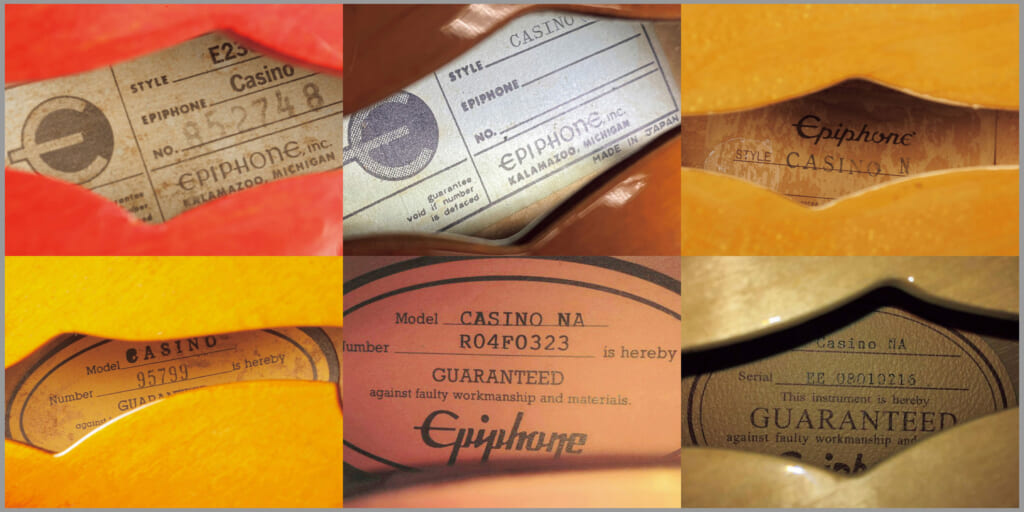 STYLE E23
EPIPHONE Casino
NO. 852748
EPIPHONE, inc.
KALAMAZOO, MICHIGAN
STYLE CASINO
EPIPHONE
NO.
EPIPHONE, inc.
KALAMAZOO, MICHIGAN
MADE IN JAPAN
guarantee
void if number
is defaced
Epiphone
STYLE CASINO N
Model CASINO
Number 95799 is hereby
Model CASINO NA
Number R04F0323 is hereby
GUARANTEED
against faulty workmanship and materials.
Epiphone
Casino NA
Serial EE 08010216
This instrument is hereby
GUARANTEED
against faulty workmanship and